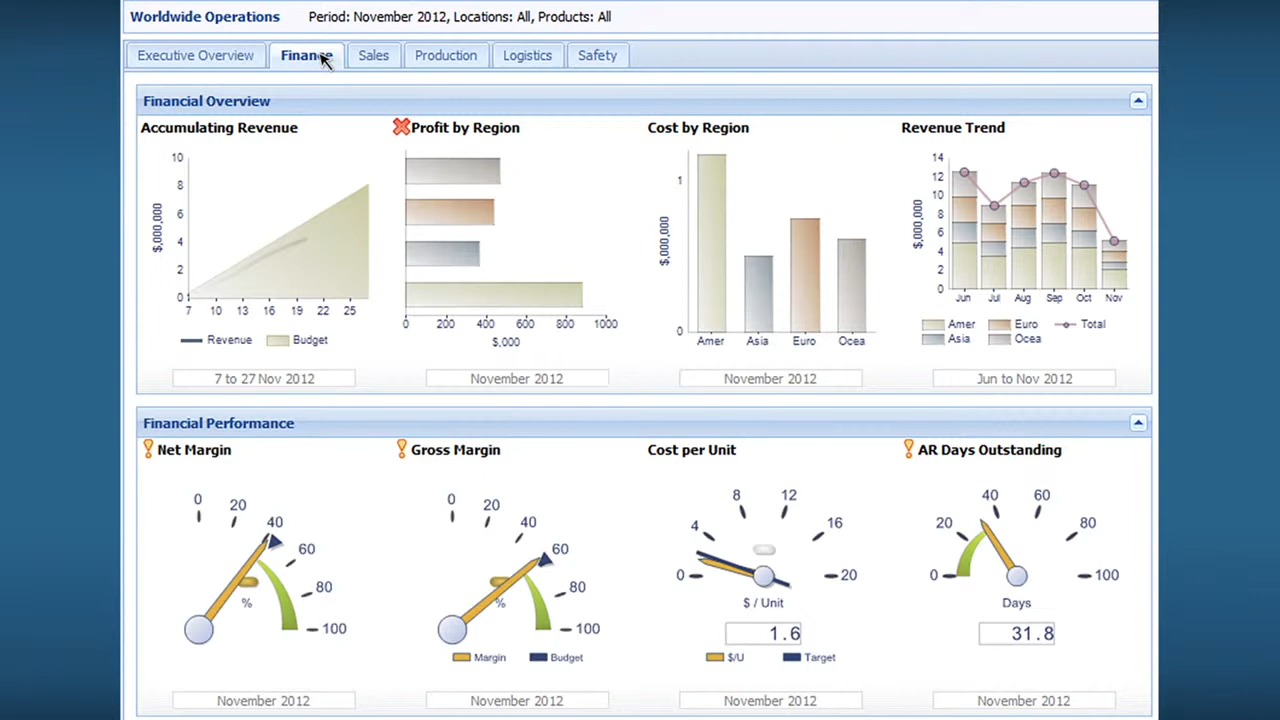 Worldwide Operations Period: November 2012, Locations: All, Products: All
Executive Overview Finance Sales Production Logistics Safety
Financial Overview
Accumulating Revenue
10
8
6
4
2
0
$,000,000
7 10 13 16 19 22 25
Revenue Budget
7 to 27 Nov 2012
Profit by Region
0 200 400 600 800 1000
$,000
November 2012
Cost by Region
1
0
$,000,000
Amer Asia Euro Ocea
November 2012
Revenue Trend
14
12
10
8
6
4
2
0
$,000,000
Jun Jul Aug Sep Oct Nov
Amer Euro Total
Asia Ocea
Jun to Nov 2012
Financial Performance
Net Margin
0 20 40 60 80 100
%
November 2012
Gross Margin
0 20 40 60 80 100
%
Margin Budget
November 2012
Cost per Unit
0 4 8 12 16 20
$ / Unit
1.6
$/U Target
November 2012
AR Days Outstanding
0 20 40 60 80 100
Days
31.8
November 2012